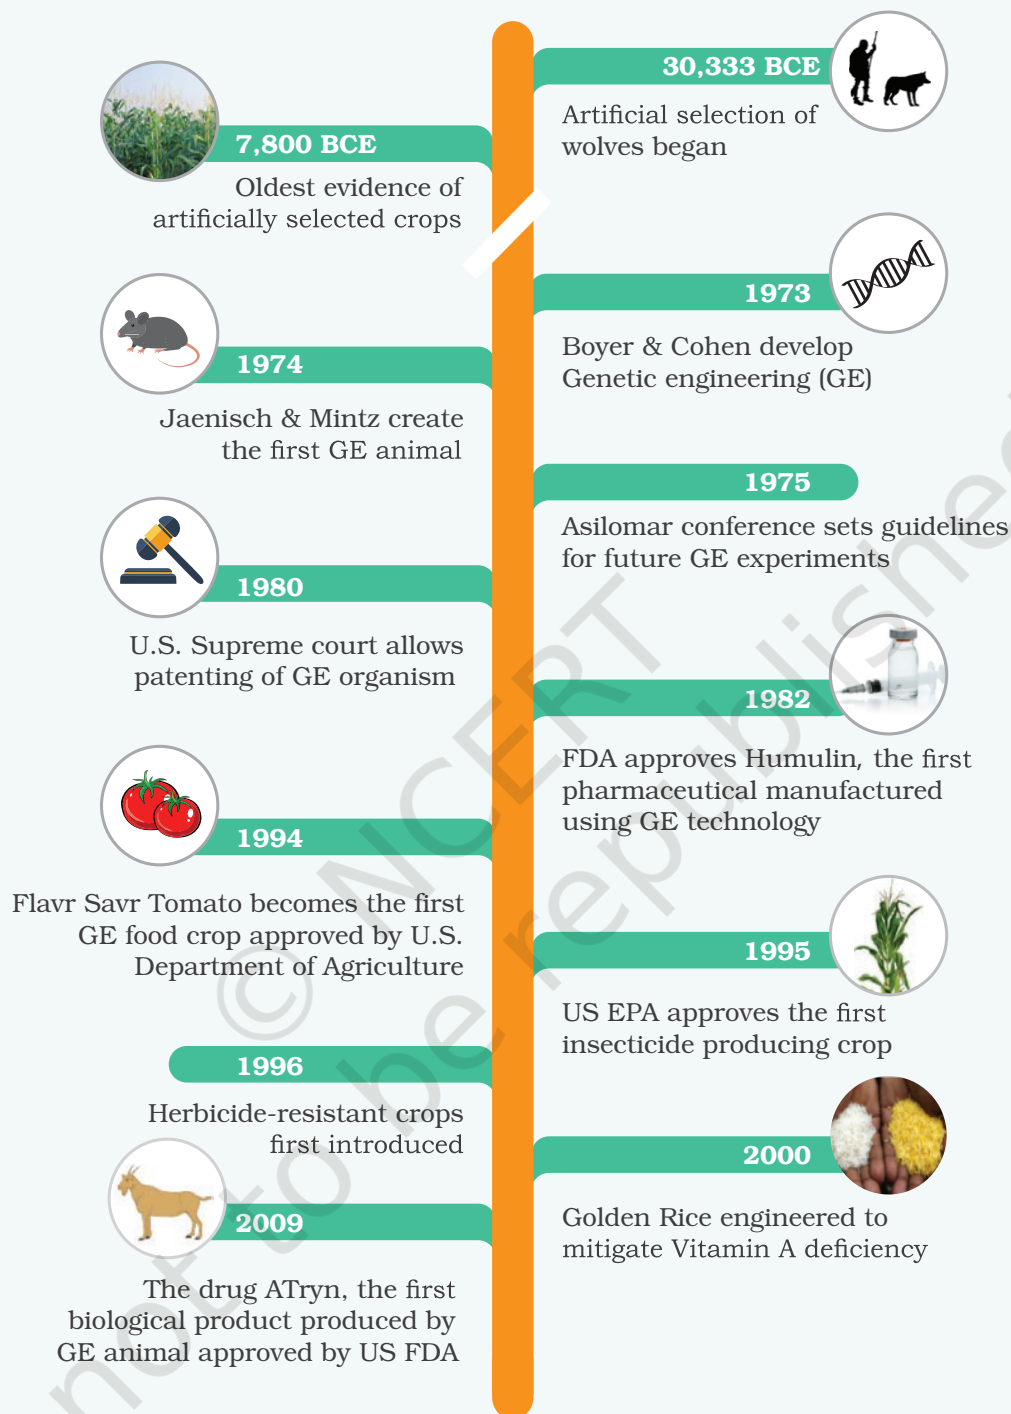 30,333 BCE
Artificial selection of
wolves began
7,800 BCE
Oldest evidence of
artificially selected crops
1973
Boyer & Cohen develop
Genetic engineering (GE)
1974
Jaenisch & Mintz create
the first GE animal
1975
Asilomar conference sets guidelines
for future GE experiments
1980
U.S. Supreme court allows
patenting of GE organism
1982
FDA approves Humulin, the first
pharmaceutical manufactured
using GE technology
1994
Flavr Savr Tomato becomes the first
GE food crop approved by U.S.
Department of Agriculture
1995
US EPA approves the first
insecticide producing crop
1996
Herbicide-resistant crops
first introduced
2000
Golden Rice engineered to
mitigate Vitamin A deficiency
2009
The drug ATryn, the first
biological product produced by
GE animal approved by US FDA
© NCERT
not to be republished